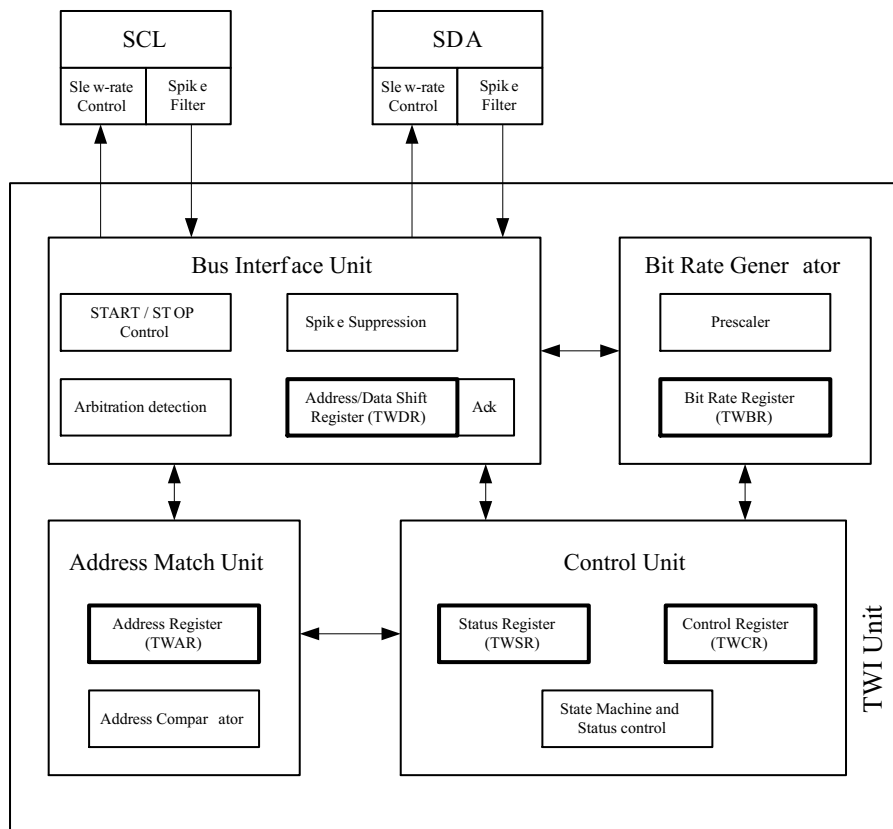 SCL
Slew-rate
Control
Spike
Filter
SDA
Slew-rate
Control
Spike
Filter
Bus Interface Unit
START / STOP
Control
Spike Suppression
Arbitration detection
Address/Data Shift
Register (TWDR)
Ack
Bit Rate Generator
Prescaler
Bit Rate Register
(TWBR)
Address Match Unit
Address Register
(TWAR)
Address Comparator
Control Unit
Status Register
(TWSR)
Control Register
(TWCR)
State Machine and
Status control
TWI Unit